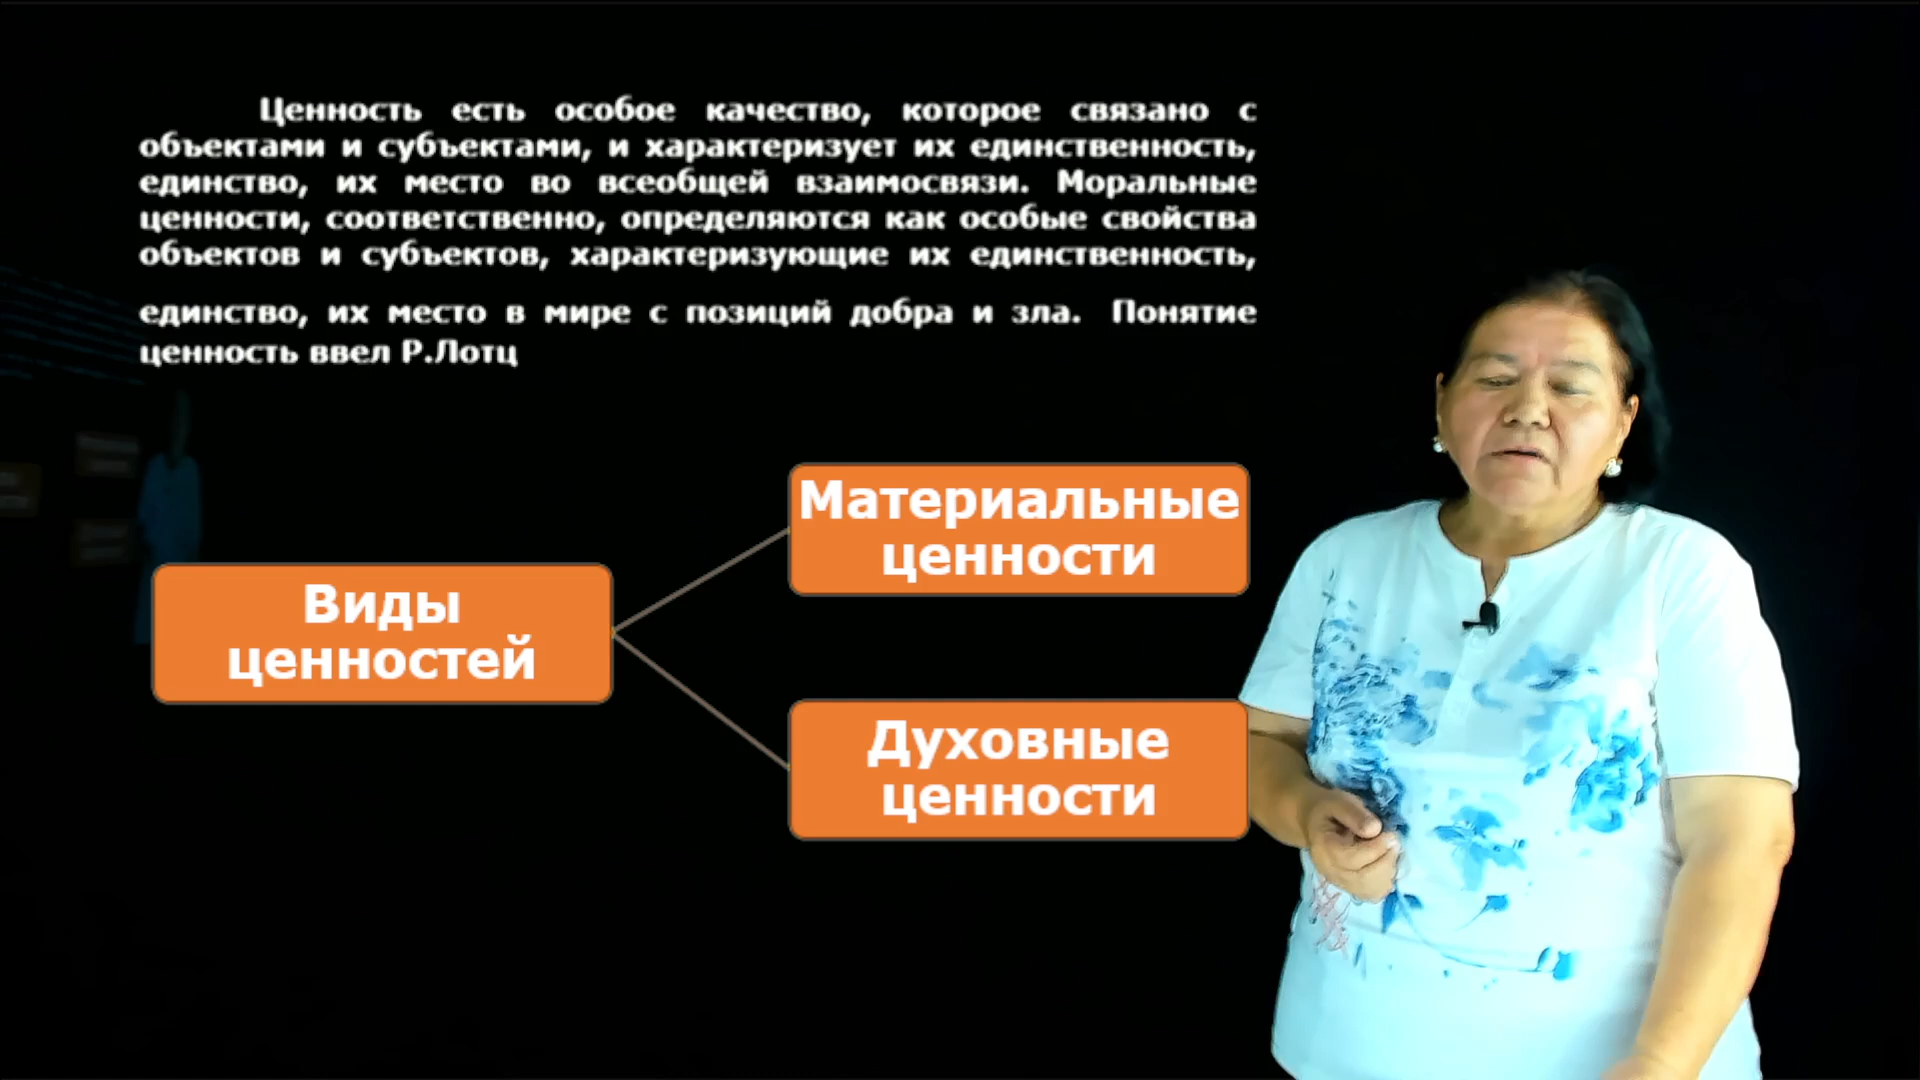 Ценность есть особое качество, которое связано с
объектами и субъектами, и характеризует их единственность,
единство, их место во всеобщей взаимосвязи. Моральные
ценности, соответственно, определяются как особые свойства
объектов и субъектов, характеризующие их единственность,
единство, их место в мире с позиций добра и зла. Понятие
ценность ввел Р.Лотц
Виды
ценностей
Материальные
ценности
Духовные
ценности